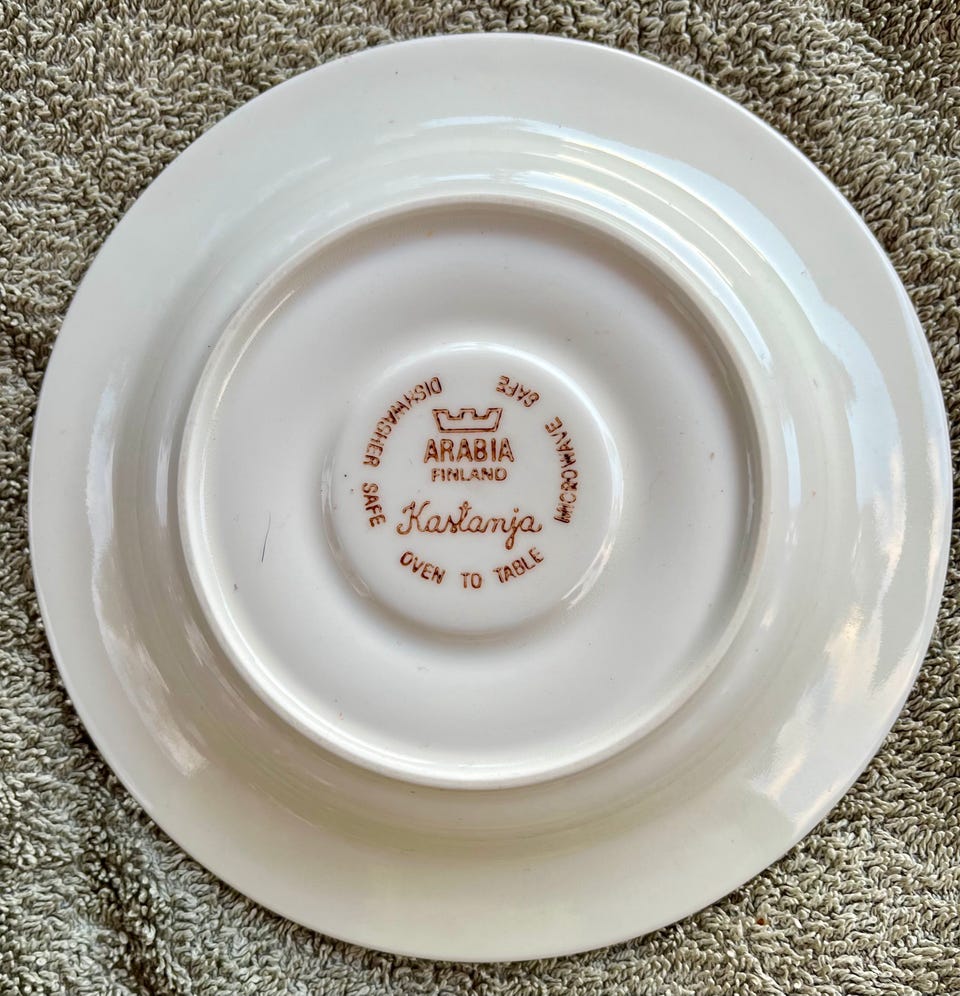 ARABIA
FINLAND
Kastanja
OVEN TO TABLE
DISHWASHER SAFE
MICROWAVE SAFE